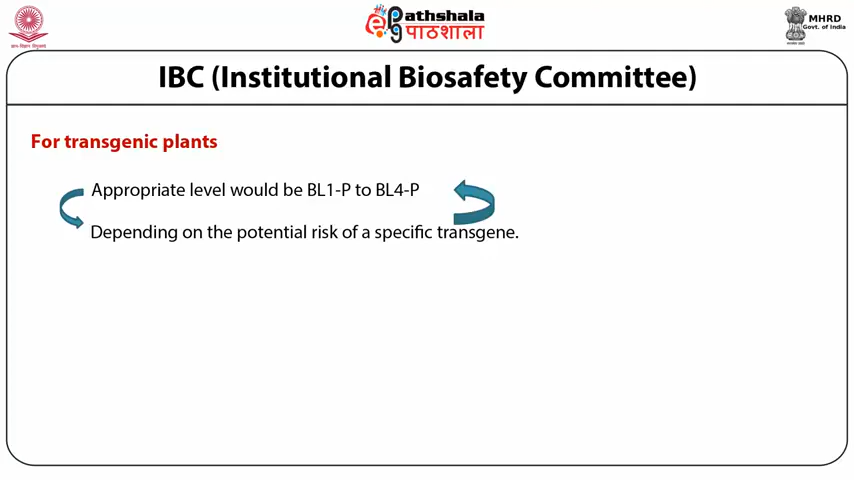 ePathshala
पाठशाला
MHRD
Govt. of India
IBC (Institutional Biosafety Committee)
For transgenic plants
Appropriate level would be BL1-P to BL4-P
Depending on the potential risk of a specific transgene.